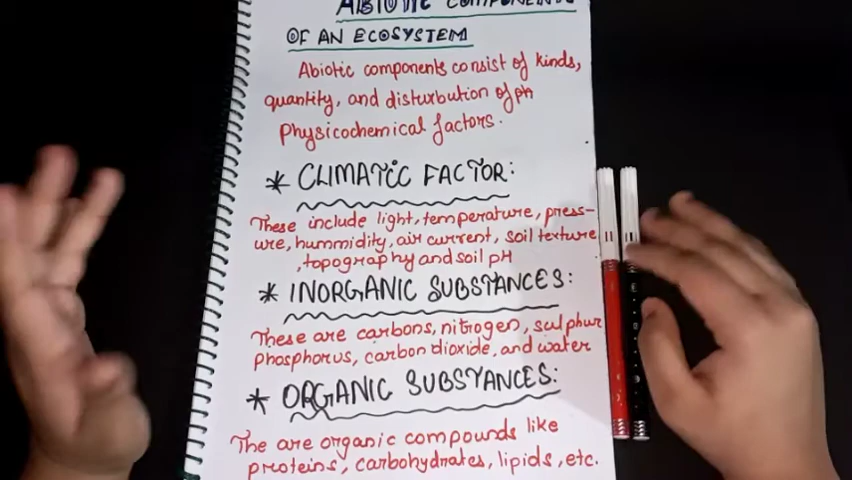 ABIOTIC COMPONENTS
OF AN ECOSYSTEM
Abiotic components consist of kinds,
quantity, and disturbution of ph
physicochemical factors.
* CLIMATIC FACTOR:
These include light, temperature, press-
ure, hummidity, air current, soil texture
, topography and soil pH
* INORGANIC SUBSTANCES:
These are carbons, nitrogen, sulphur
phosphorus, carbon dioxide, and water
* ORGANIC SUBSTANCES:
The are organic compounds like
proteins, carbohydrates, lipids, etc.